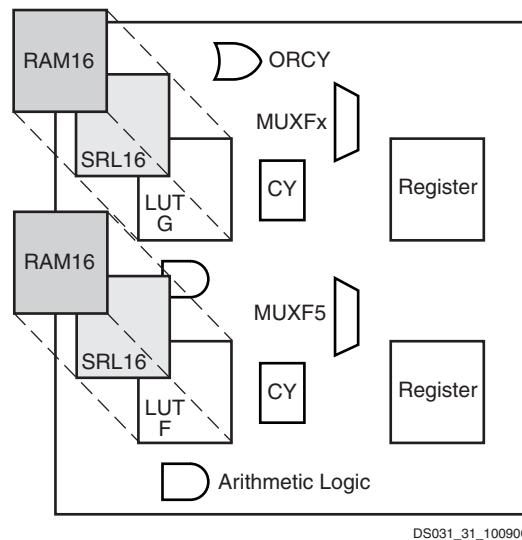 RAM16
ORCY
MUXFx
SRL16
LUT
G
CY
Register
RAM16
MUXF5
SRL16
LUT
F
CY
Register
Arithmetic Logic